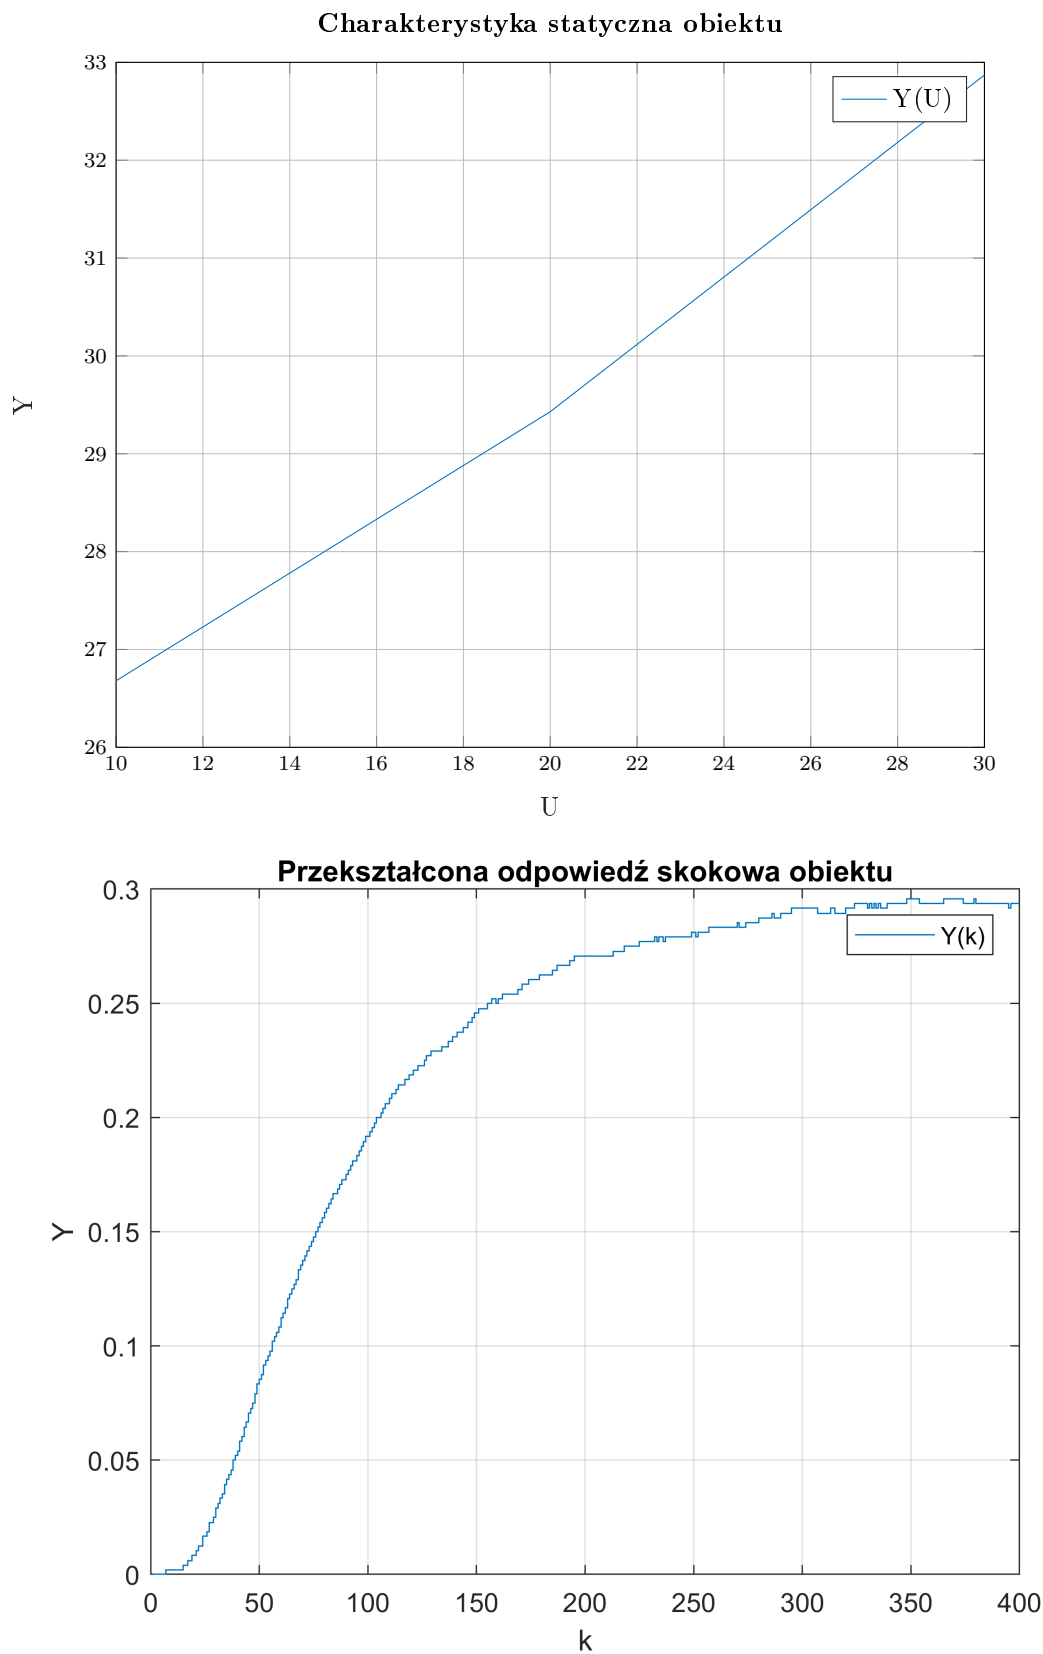 Charakterystyka statyczna obiektu
33
32
31
30
29
28
27
26
Y
Y(U)
10 12 14 16 18 20 22 24 26 28 30
U
Przekształcona odpowiedź skokowa obiektu
0.3
0.25
0.2
0.15
0.1
0.05
0
Y
Y(k)
0 50 100 150 200 250 300 350 400
k